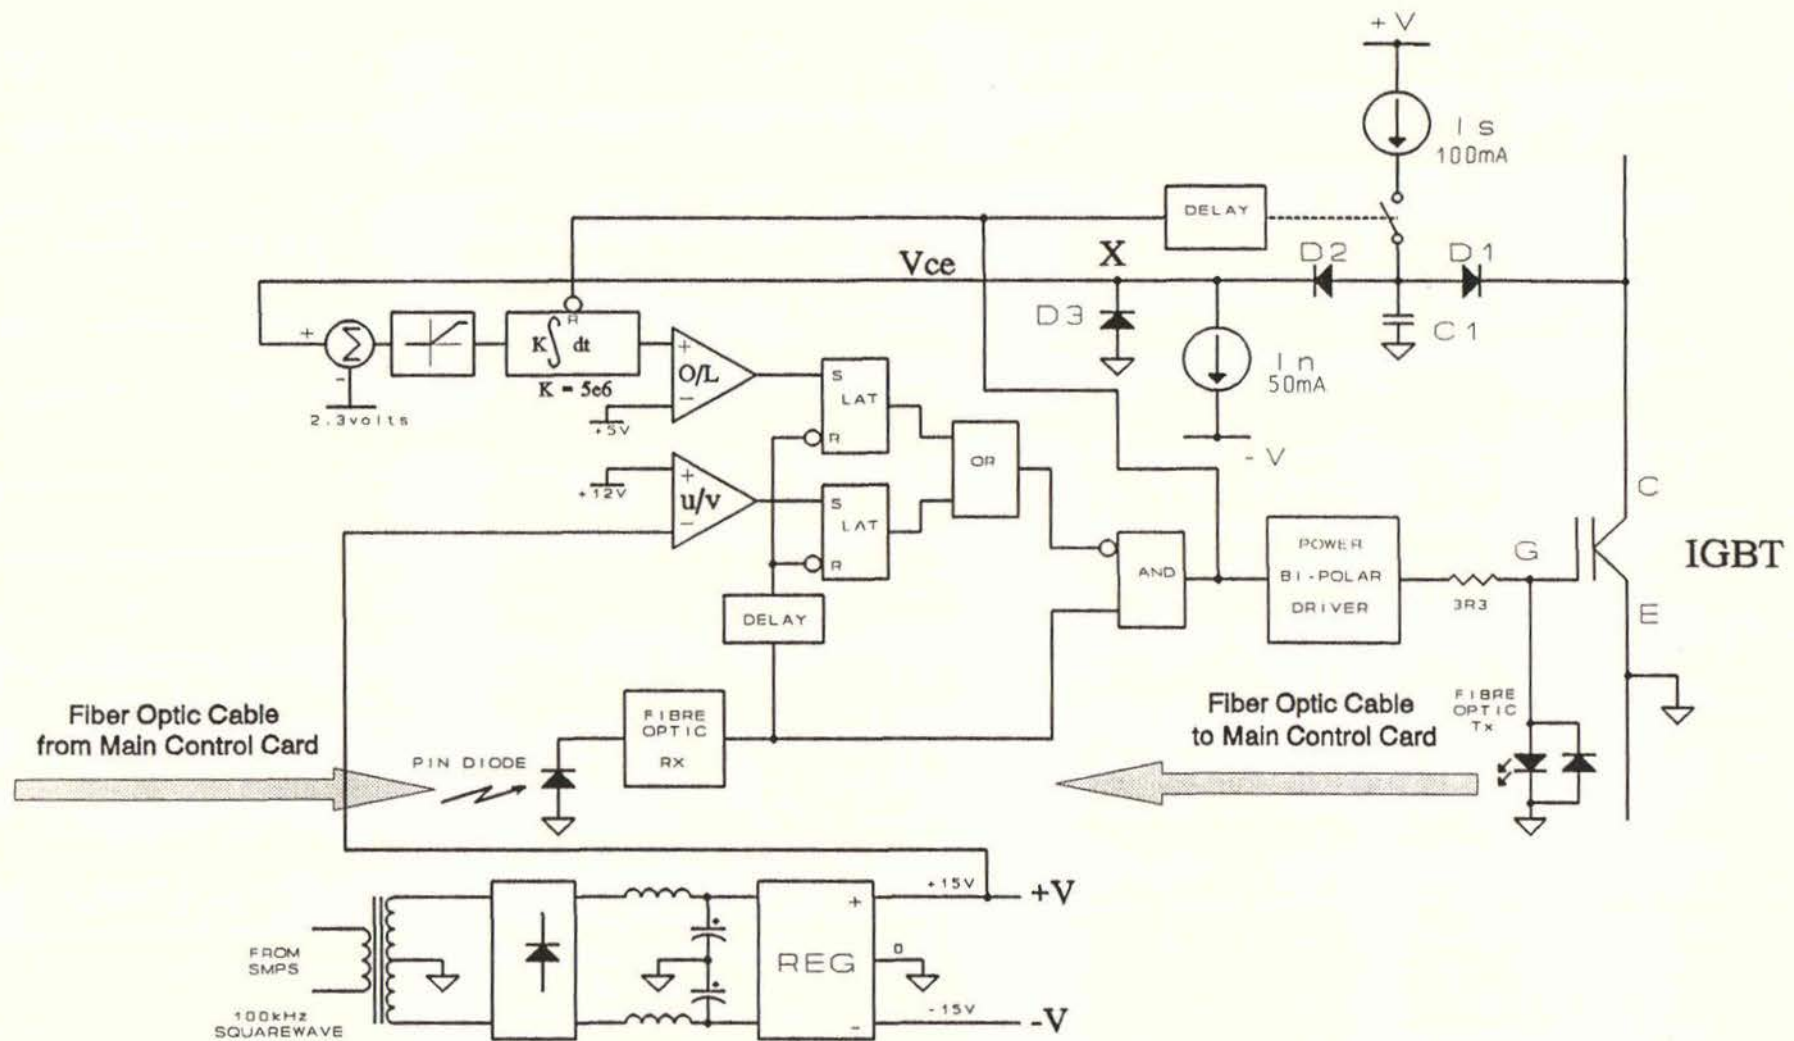 +V
Is
100mA
DELAY
Vce
X
D2
D1
D3
C1
In
50mA
-V
+
Σ
-
2.3volts
R
K∫ dt
K = 5e6
+
O/L
-
+5V
S
LAT
R
+12V
+
u/v
-
S
LAT
R
OR
AND
DELAY
POWER
BI-POLAR
DRIVER
3R3
G
C
E
IGBT
Fiber Optic Cable
from Main Control Card
PIN DIODE
FIBRE
OPTIC
RX
Fiber Optic Cable
to Main Control Card
FIBRE
OPTIC
Tx
FROM
SMPS
100kHz
SQUAREWAVE
REG
+
-
+15V
+V
0
-15V
-V